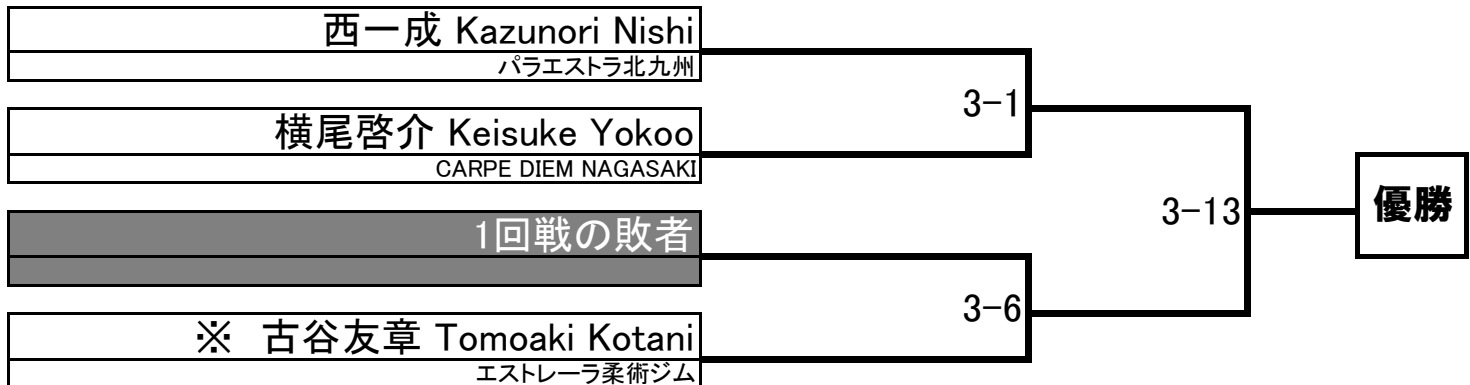 西一成 Kazunori Nishi
パラエストラ北九州
3-1
横尾啓介 Keisuke Yokoo
CARPE DIEM NAGASAKI
3-13
優勝
1回戦の敗者
3-6
※ 古谷友章 Tomoaki Kotani
エストレーラ柔術ジム